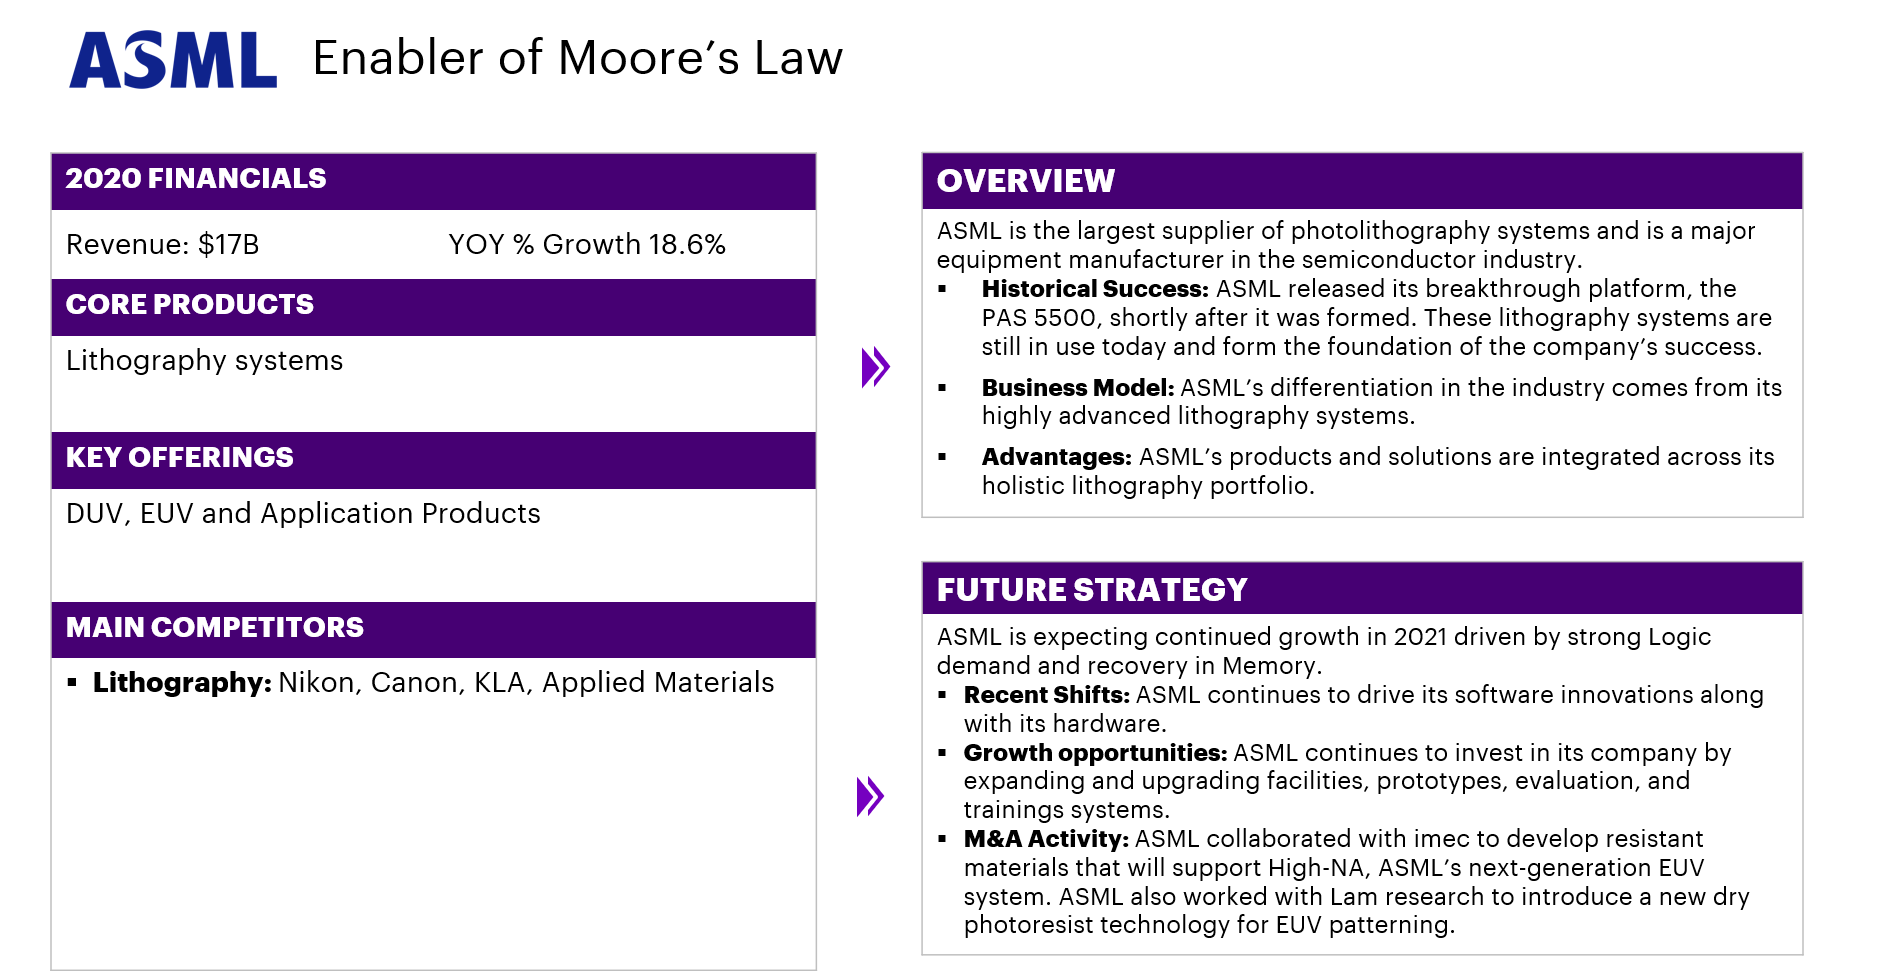 ASML Enabler of Moore’s Law
2020 FINANCIALS
Revenue: $17B YOY % Growth 18.6%
CORE PRODUCTS
Lithography systems
KEY OFFERINGS
DUV, EUV and Application Products
MAIN COMPETITORS
▪ Lithography: Nikon, Canon, KLA, Applied Materials
OVERVIEW
ASML is the largest supplier of photolithography systems and is a major
equipment manufacturer in the semiconductor industry.
▪ Historical Success: ASML released its breakthrough platform, the
PAS 5500, shortly after it was formed. These lithography systems are
still in use today and form the foundation of the company’s success.
▪ Business Model: ASML’s differentiation in the industry comes from its
highly advanced lithography systems.
▪ Advantages: ASML’s products and solutions are integrated across its
holistic lithography portfolio.
FUTURE STRATEGY
ASML is expecting continued growth in 2021 driven by strong Logic
demand and recovery in Memory.
▪ Recent Shifts: ASML continues to drive its software innovations along
with its hardware.
▪ Growth opportunities: ASML continues to invest in its company by
expanding and upgrading facilities, prototypes, evaluation, and
trainings systems.
▪ M&A Activity: ASML collaborated with imec to develop resistant
materials that will support High-NA, ASML’s next-generation EUV
system. ASML also worked with Lam research to introduce a new dry
photoresist technology for EUV patterning.